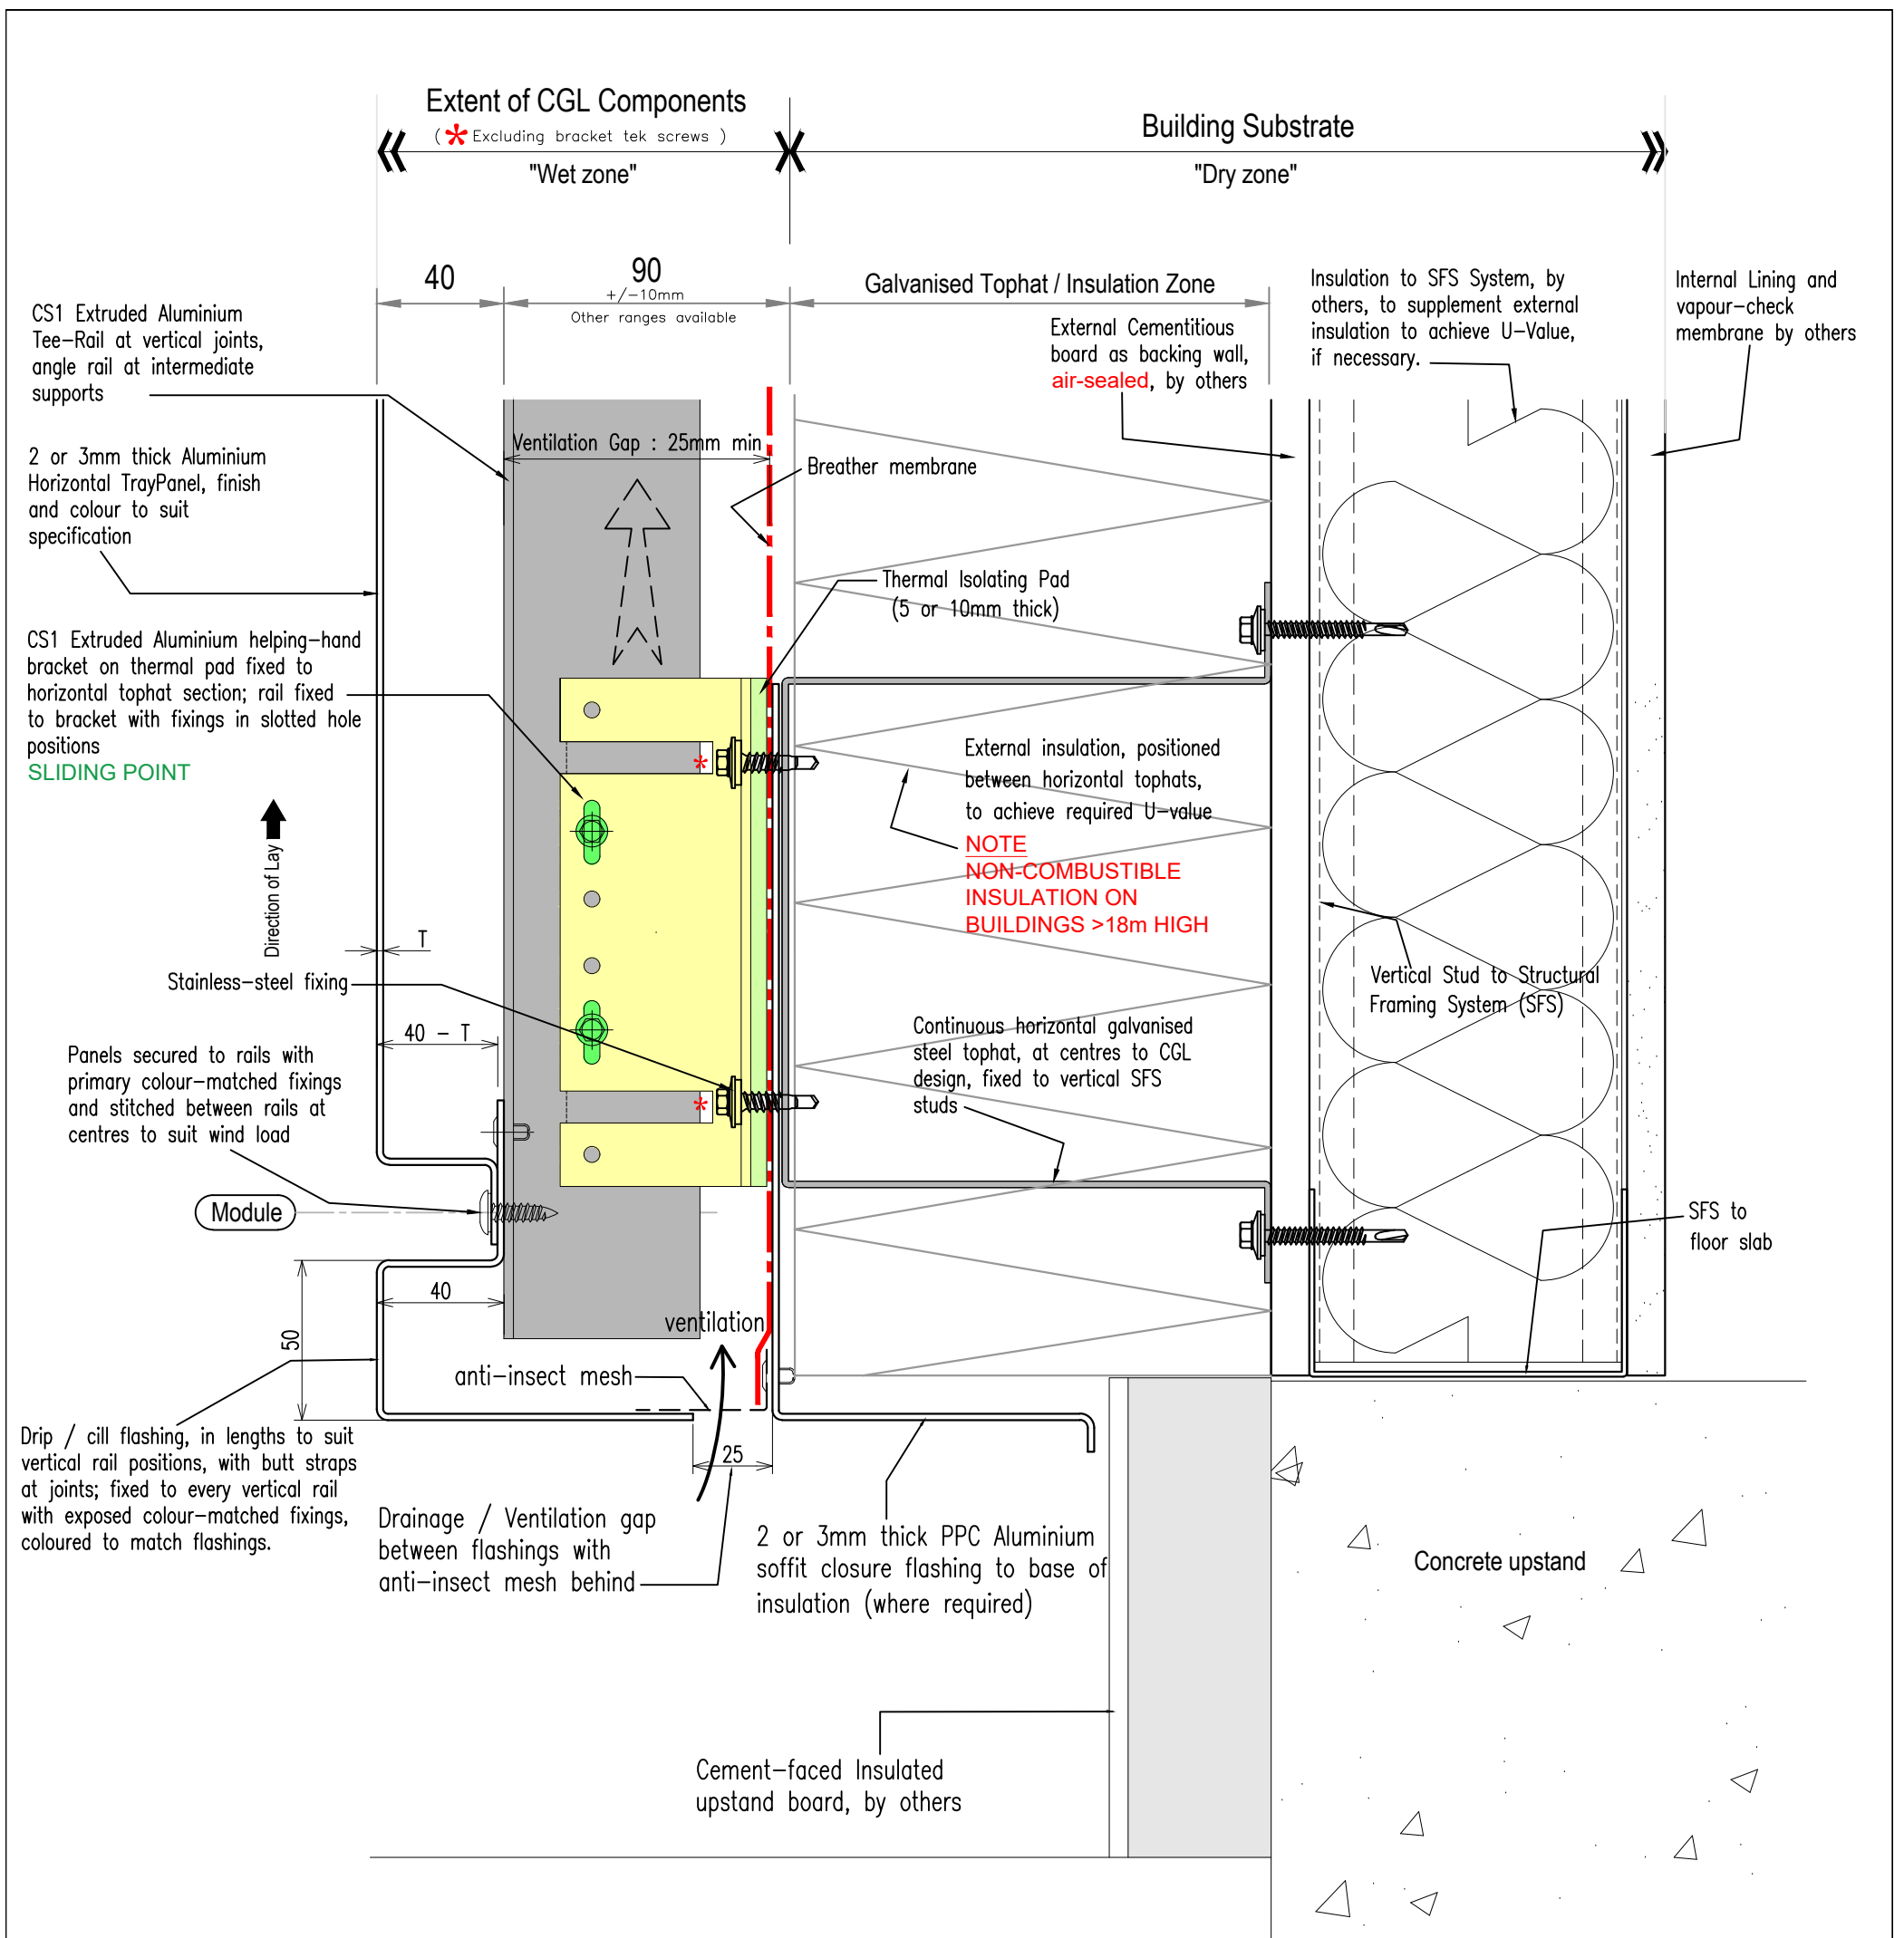 Extent of CGL Components
( * Excluding bracket tek screws )
"Wet zone"
Building Substrate
"Dry zone"
40
90
+/-10mm
Other ranges available
Galvanised Tophat / Insulation Zone
CS1 Extruded Aluminium
Tee-Rail at vertical joints,
angle rail at intermediate
supports
2 or 3mm thick Aluminium
Horizontal TrayPanel, finish
and colour to suit
specification
CS1 Extruded Aluminium helping-hand
bracket on thermal pad fixed to
horizontal tophat section; rail fixed
to bracket with fixings in slotted hole
positions
SLIDING POINT
Direction of Lay
T
Stainless-steel fixing
40 - T
Panels secured to rails with
primary colour-matched fixings
and stitched between rails at
centres to suit wind load
Module
40
50
Drip / cill flashing, in lengths to suit
vertical rail positions, with butt straps
at joints; fixed to every vertical rail
with exposed colour-matched fixings,
coloured to match flashings.
Ventilation Gap : 25mm min
Breather membrane
Thermal Isolating Pad
(5 or 10mm thick)
*
*
External Cementitious
board as backing wall,
air-sealed, by others
Insulation to SFS System, by
others, to supplement external
insulation to achieve U-Value,
if necessary.
Internal Lining and
vapour-check
membrane by others
External insulation, positioned
between horizontal tophats,
to achieve required U-value
NOTE
NON-COMBUSTIBLE
INSULATION ON
BUILDINGS >18m HIGH
Vertical Stud to Structural
Framing System (SFS)
Continuous horizontal galvanised
steel tophat, at centres to CGL
design, fixed to vertical SFS
studs
SFS to
floor slab
ventilation
anti-insect mesh
25
Drainage / Ventilation gap
between flashings with
anti-insect mesh behind
2 or 3mm thick PPC Aluminium
soffit closure flashing to base of
insulation (where required)
Concrete upstand
Cement-faced Insulated
upstand board, by others